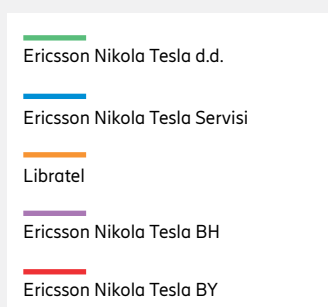 Ericsson Nikola Tesla d.d.
Ericsson Nikola Tesla Servisi
Libratel
Ericsson Nikola Tesla BH
Ericsson Nikola Tesla BY